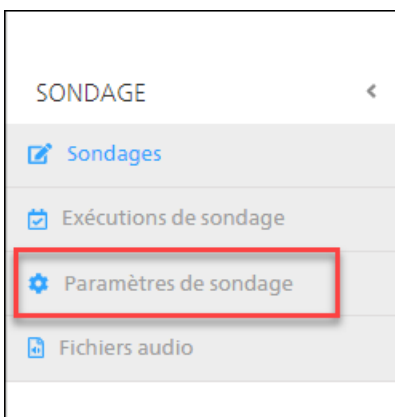 SONDAGE
Sondages
Exécutions de sondage
Paramètres de sondage
Fichiers audio